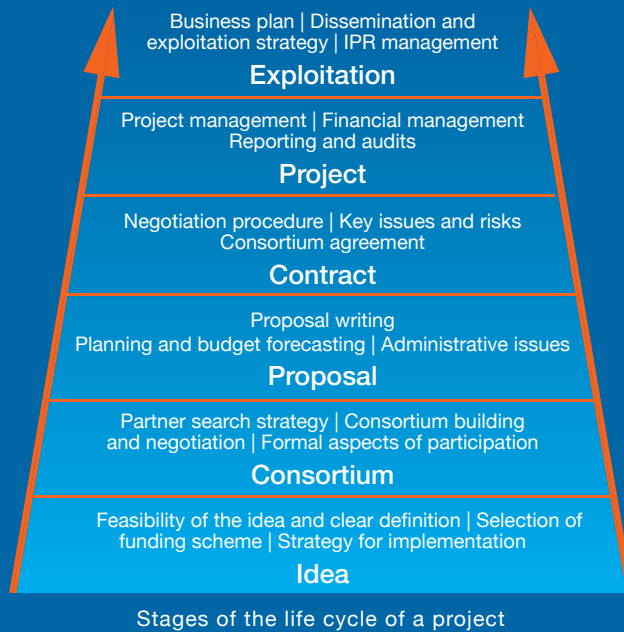 Business plan | Dissemination and
exploitation strategy | IPR management
Exploitation
Project management | Financial management
Reporting and audits
Project
Negotiation procedure | Key issues and risks
Consortium agreement
Contract
Proposal writing
Planning and budget forecasting | Administrative issues
Proposal
Partner search strategy | Consortium building
and negotiation | Formal aspects of participation
Consortium
Feasibility of the idea and clear definition | Selection of
funding scheme | Strategy for implementation
Idea
Stages of the life cycle of a project